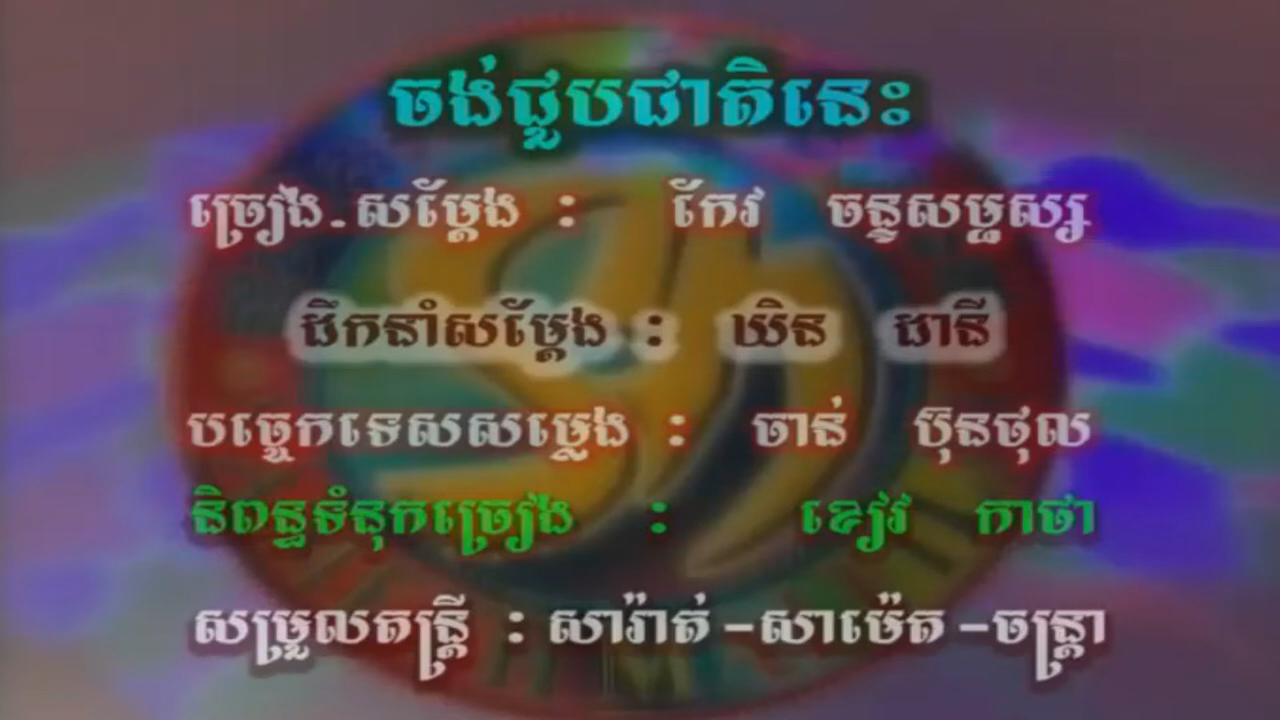 ចង់ជួបជាតិនេះ
ច្រៀង.សម្ដែង : កែវ ចន្ទសម្ផស្ស
ដឹកនាំសម្ដែង : ឃិន ដានី
បច្ចេកទេសសម្លេង : ចាន់ ប៊ុនថុល
និពន្ធទំនុកច្រៀង : ខៀវ កាថា
សម្រួលតន្ត្រី : សារ៉ាត់ -សាម៉េត -ចន្ត្រា